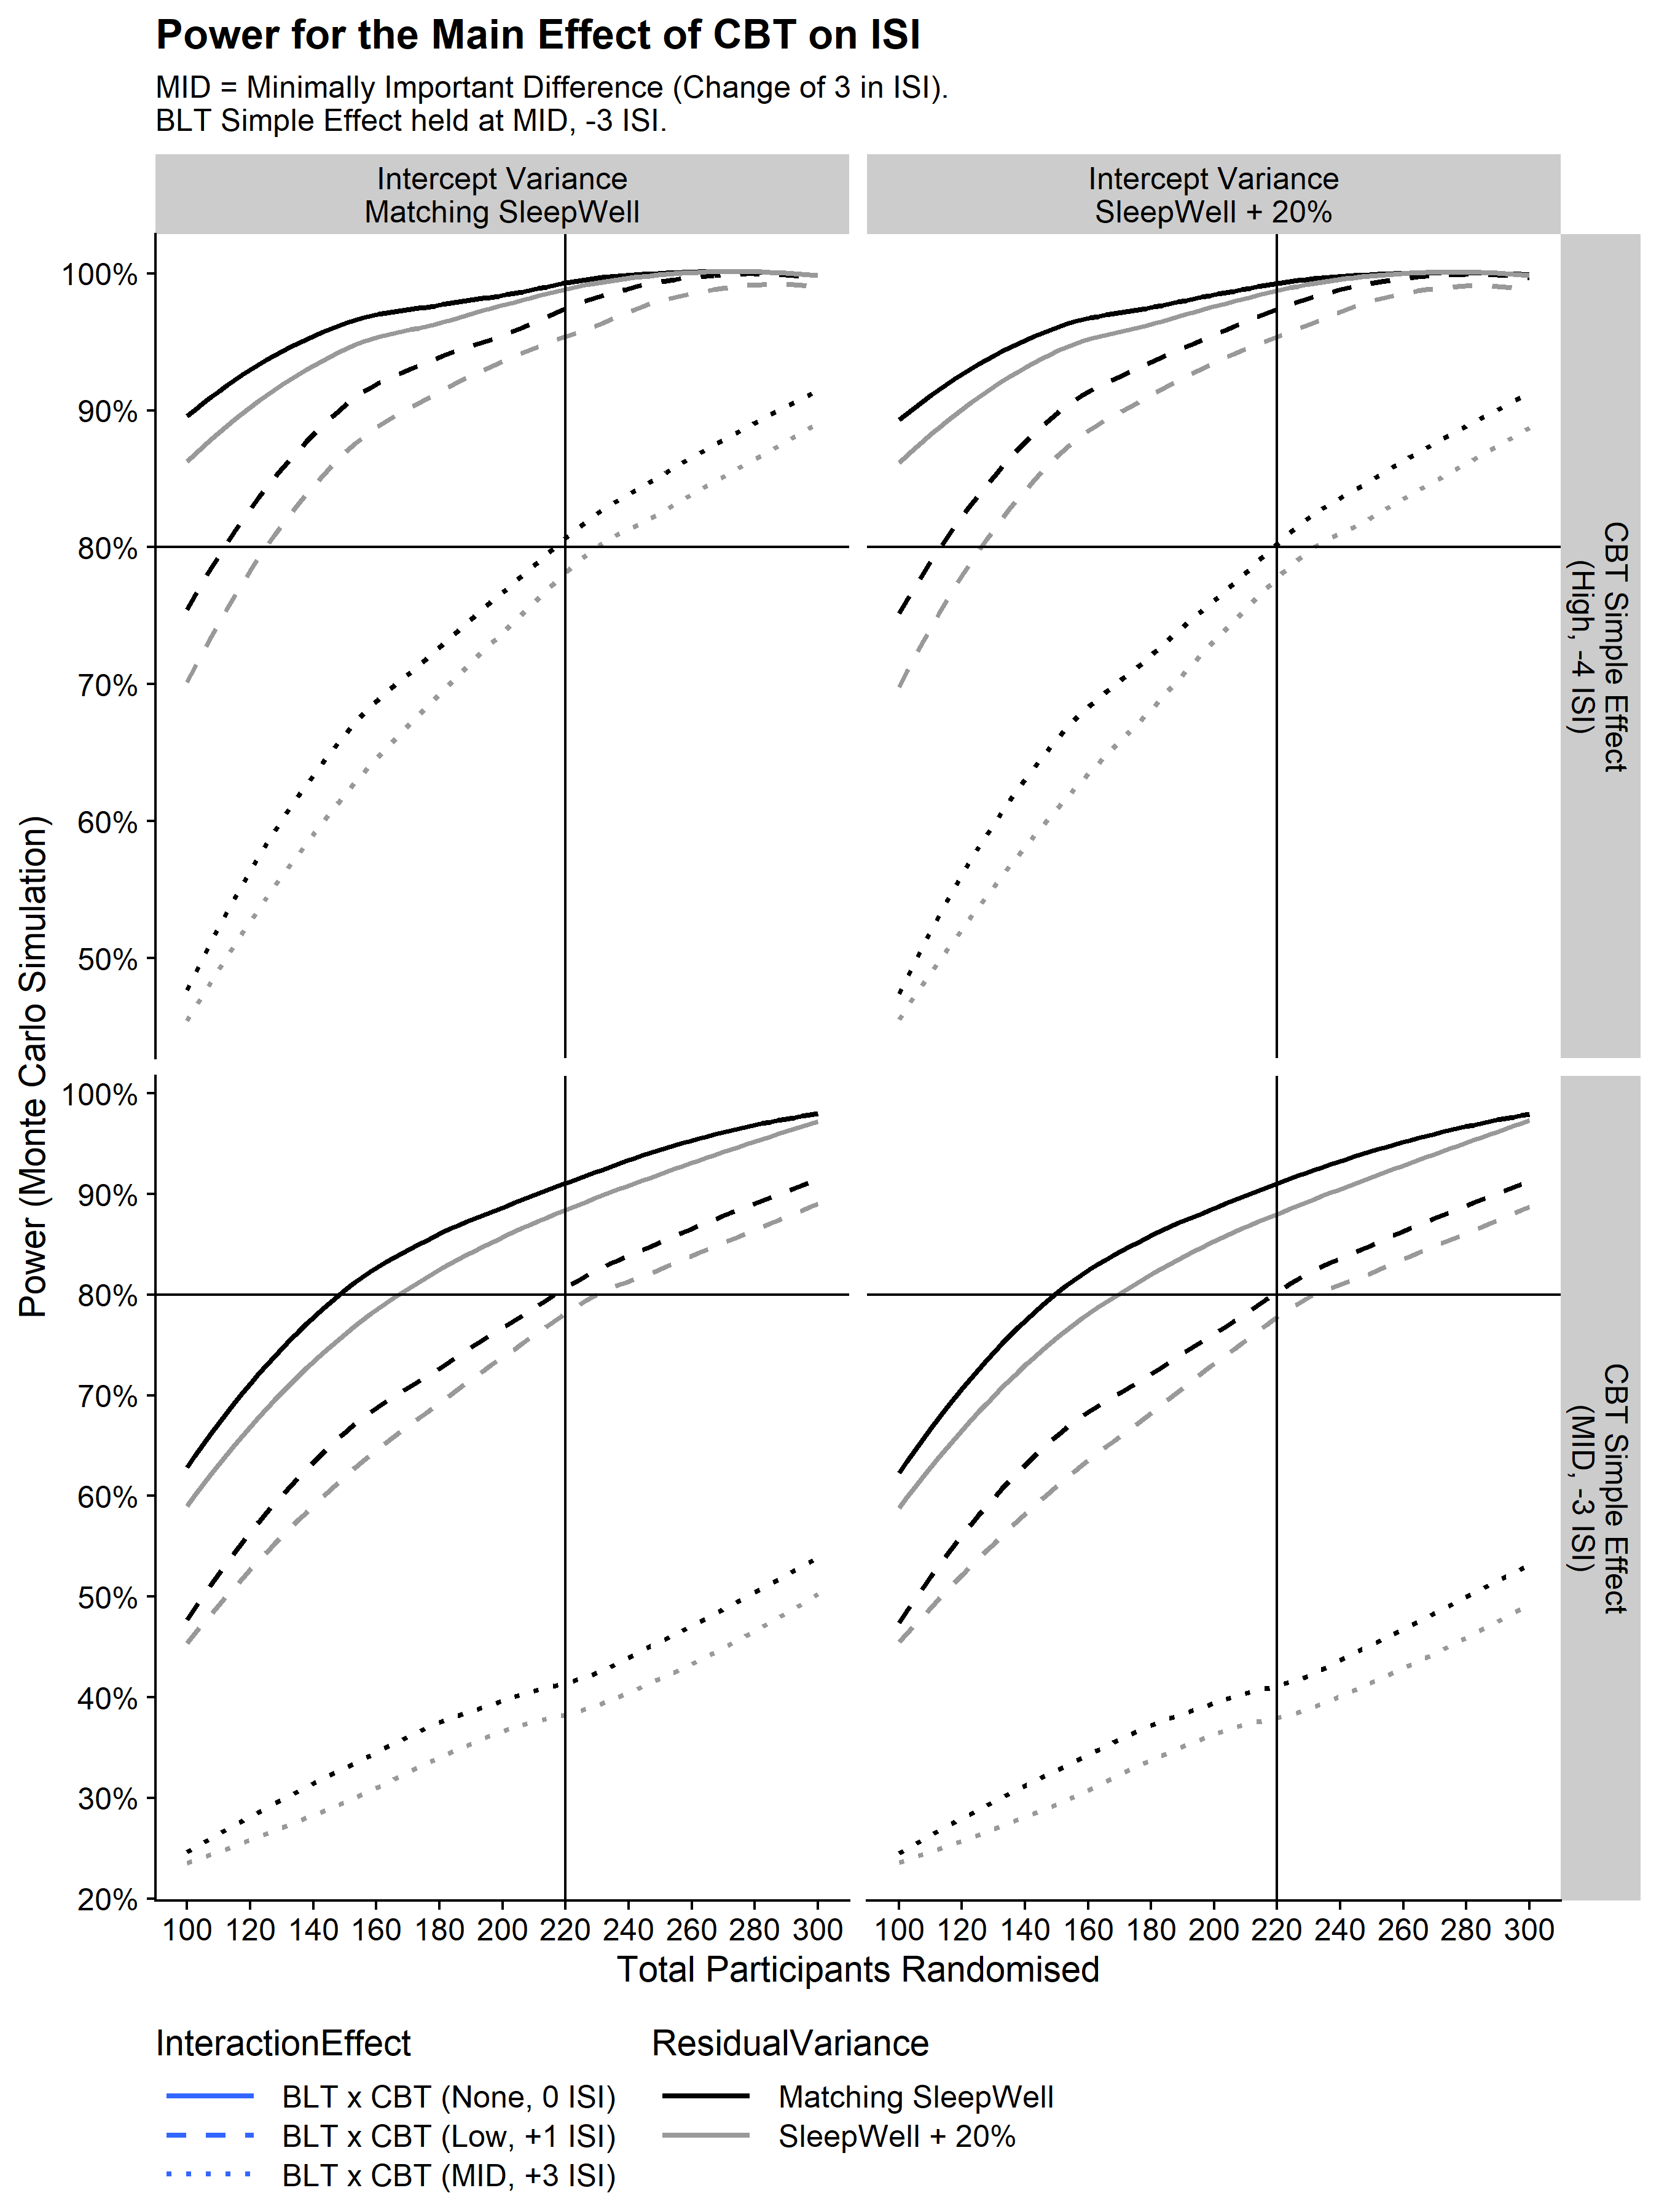 Power for the Main Effect of CBT on ISI
MID = Minimally Important Difference (Change of 3 in ISI).
BLT Simple Effect held at MID, -3 ISI.
Intercept Variance
Matching SleepWell
Intercept Variance
SleepWell + 20%
100%
90%
80%
70%
60%
50%
CBT Simple Effect
(High, -4 ISI)
Power (Monte Carlo Simulation)
100%
90%
80%
70%
60%
50%
40%
30%
20%
CBT Simple Effect
(MID, -3 ISI)
100 120 140 160 180 200 220 240 260 280 300
100 120 140 160 180 200 220 240 260 280 300
Total Participants Randomised
InteractionEffect
BLT x CBT (None, 0 ISI)
BLT x CBT (Low, +1 ISI)
BLT x CBT (MID, +3 ISI)
ResidualVariance
Matching SleepWell
SleepWell + 20%